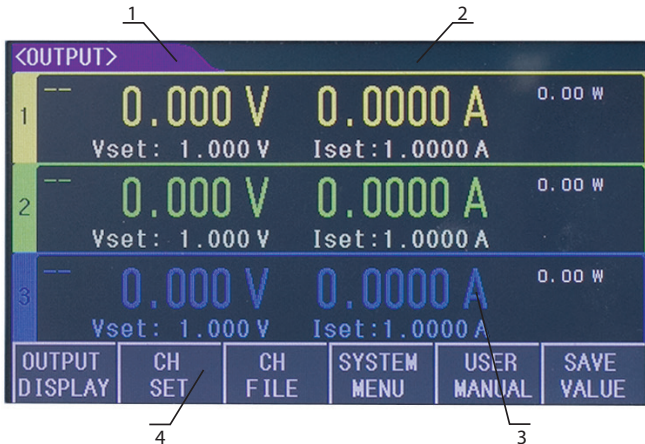 1 2
<OUTPUT>
1 -- 0.000 V 0.0000 A 0.00 W
Vset: 1.000 V Iset:1.0000 A
2 -- 0.000 V 0.0000 A 0.00 W
Vset: 1.000 V Iset:1.0000 A
3 -- 0.000 V 0.0000 A 0.00 W
Vset: 1.000 V Iset:1.0000 A
OUTPUT CH CH SYSTEM USER SAVE
DISPLAY SET FILE MENU MANUAL VALUE
4 3